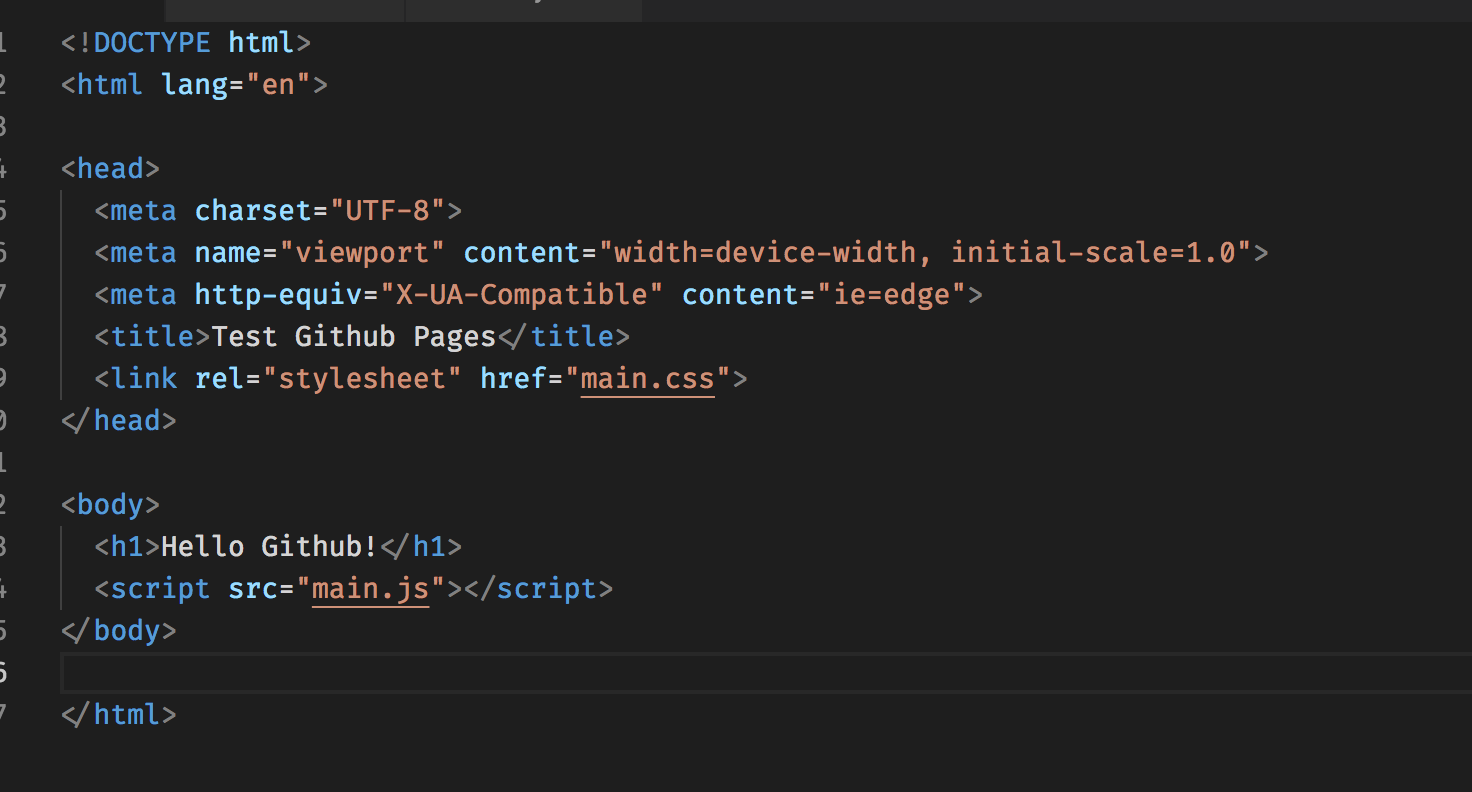 1 <!DOCTYPE html>
2 <html lang="en">
3
4 <head>
5   <meta charset="UTF-8">
6   <meta name="viewport" content="width=device-width, initial-scale=1.0">
7   <meta http-equiv="X-UA-Compatible" content="ie=edge">
8   <title>Test Github Pages</title>
9   <link rel="stylesheet" href="main.css">
0 </head>
1
2 <body>
3   <h1>Hello Github!</h1>
4   <script src="main.js"></script>
5 </body>
6
7 </html>